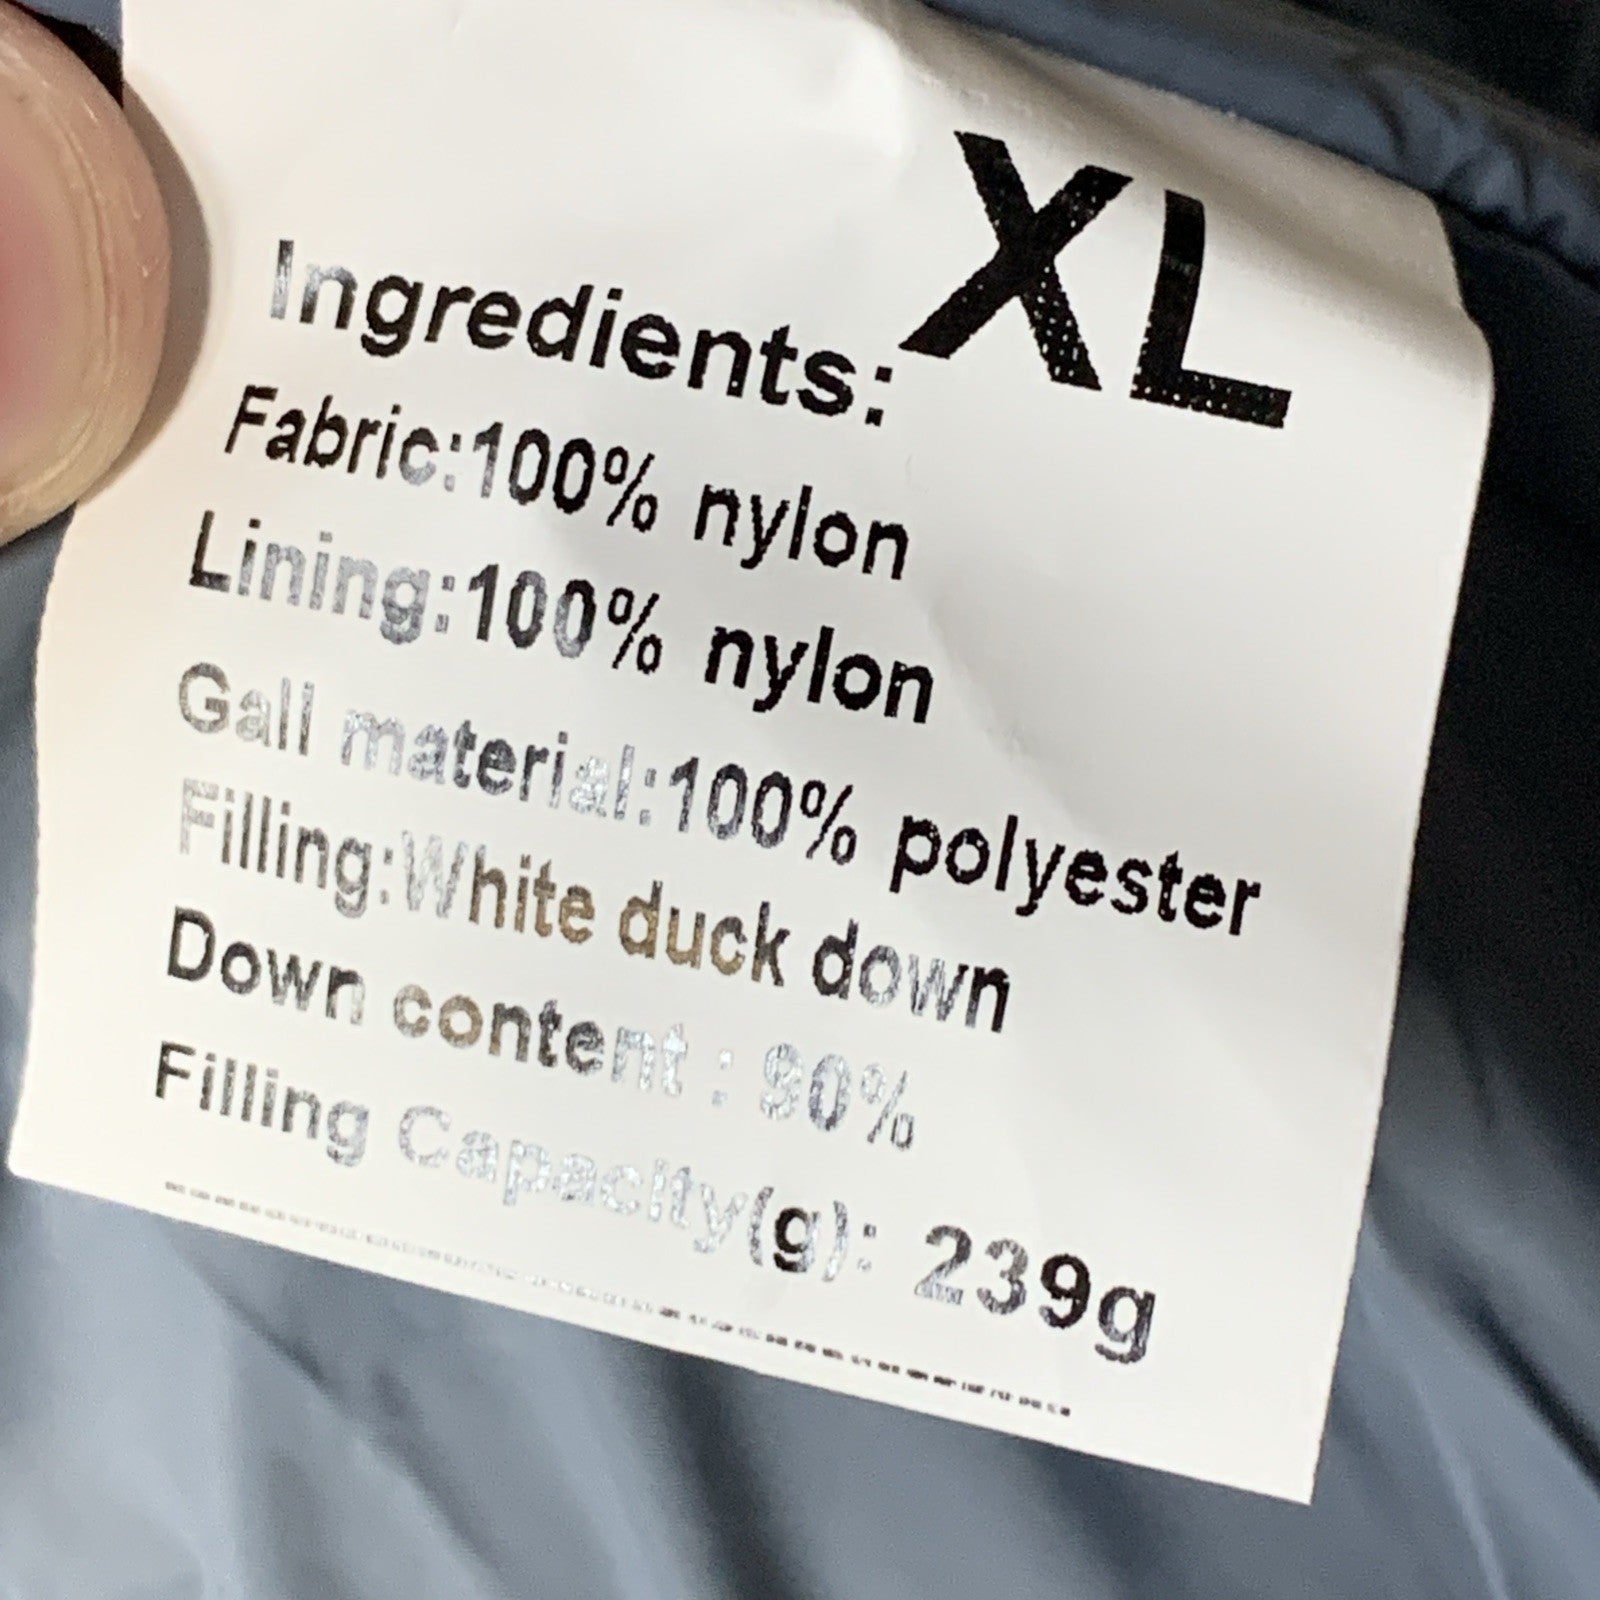 XL
Ingredients:
Fabric:100% nylon
Lining:100% nylon
Gall material:100% polyester
Filling:White duck down
Down content : 90%
Filling Capacity(g): 239g